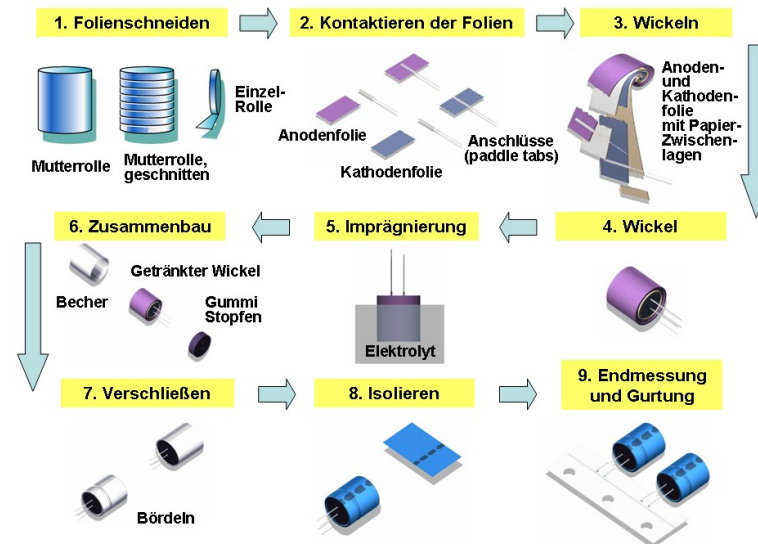 1. Folienschneiden
2. Kontaktieren der Folien
3. Wickeln
Mutterrolle
Mutterrolle,
geschnitten
Einzel-
Rolle
Anodenfolie
Kathodenfolie
Anschlüsse
(paddle tabs)
Anoden-
und
Kathoden-
folie
mit Papier-
Zwischen-
lagen
4. Wickel
5. Imprägnierung
Elektrolyt
6. Zusammenbau
Getränkter Wickel
Becher
Gummi
Stopfen
7. Verschließen
Bördeln
8. Isolieren
9. Endmessung
und Gurtung